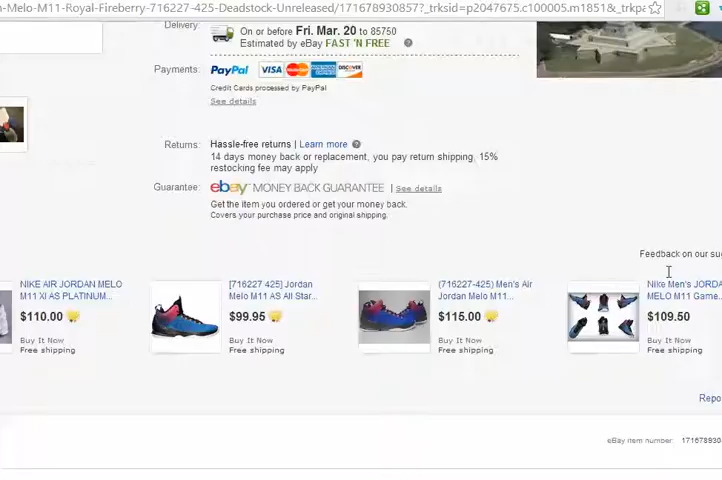 n-Melo-M11-Royal-Fireberry-716227-425-Deadstock-Unreleased/171678930857?_trksid=p2047675.c100005.m1851&_trkpa
Delivery: On or before Fri. Mar. 20 to 85750
Estimated by eBay FAST 'N FREE
Payments: PayPal VISA MasterCard AMERICAN EXPRESS DISCOVER
Credit Cards processed by PayPal
See details
Returns: Hassle-free returns | Learn more
14 days money back or replacement, you pay return shipping, 15%
restocking fee may apply
Guarantee: ebay MONEY BACK GUARANTEE | See details
Get the item you ordered or get your money back.
Covers your purchase price and original shipping.
Feedback on our sug
NIKE AIR JORDAN MELO
M11 XI AS PLATINUM...
$110.00
Buy It Now
Free shipping
[716227 425] Jordan
Melo M11 AS All Star...
$99.95
Buy It Now
Free shipping
(716227-425) Men's Air
Jordan Melo M11...
$115.00
Buy It Now
Free shipping
Nike Men's JORDA
MELO M11 Game...
$109.50
Buy It Now
Free shipping
Repo
eBay item number: 171678930